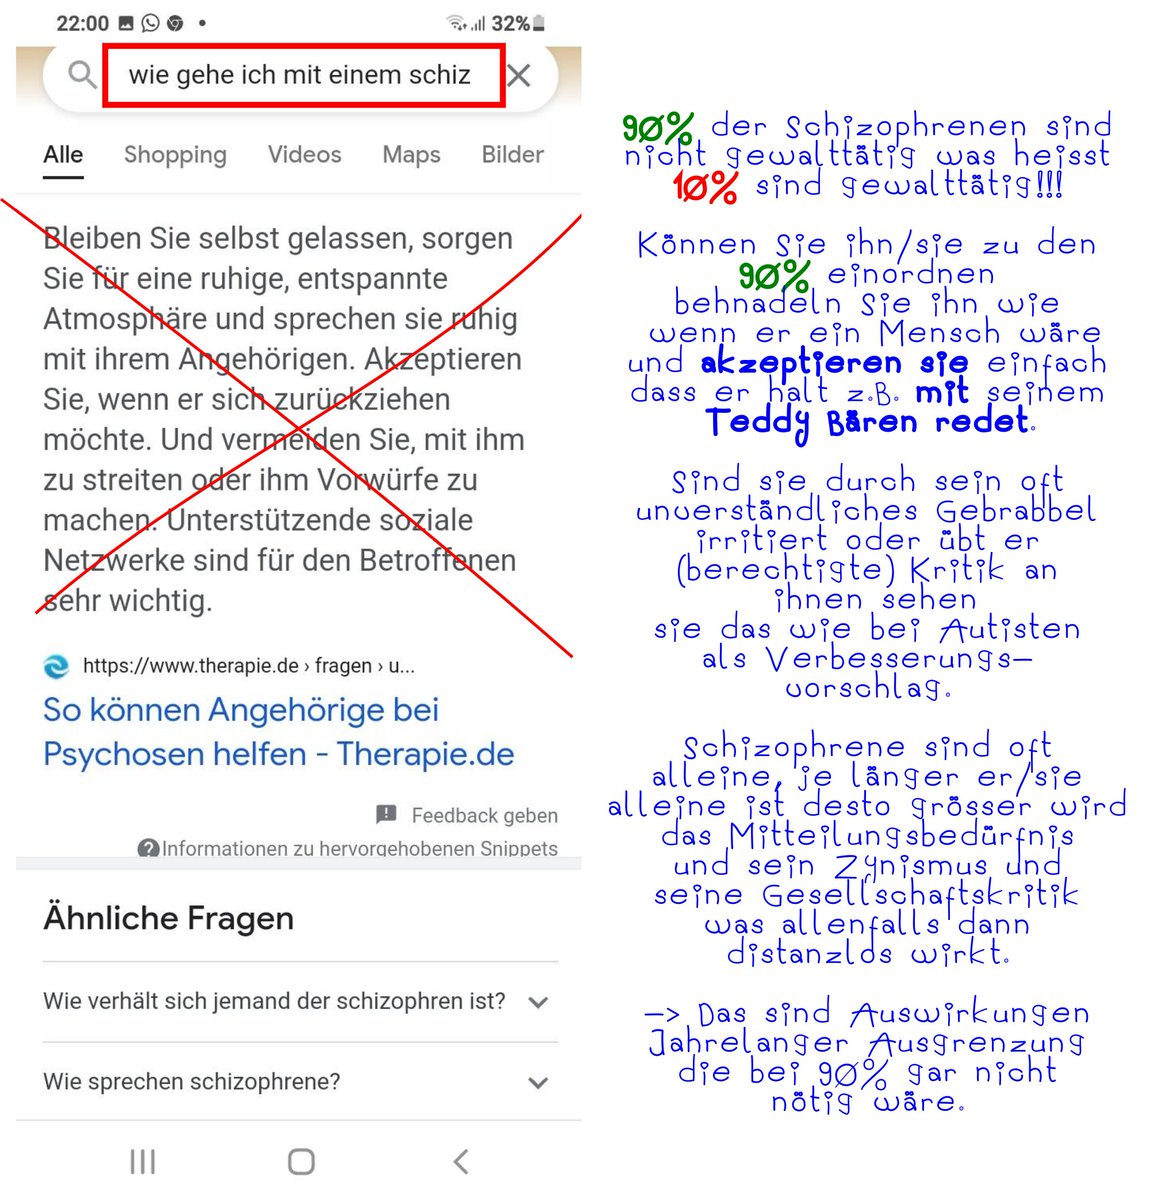 22:00
32%
wie gehe ich mit einem schiz
Alle Shopping Videos Maps Bilder
Bleiben Sie selbst gelassen, sorgen
Sie für eine ruhige, entspannte
Atmosphäre und sprechen sie ruhig
mit ihrem Angehörigen. Akzeptieren
Sie, wenn er sich zurückziehen
möchte. Und vermeiden Sie, mit ihm
zu streiten oder ihm Vorwürfe zu
machen. Unterstützende soziale
Netzwerke sind für den Betroffenen
sehr wichtig.
https://www.therapie.de › fragen › u...
So können Angehörige bei
Psychosen helfen - Therapie.de
Feedback geben
Informationen zu hervorgehobenen Snippets
Ähnliche Fragen
Wie verhält sich jemand der schizophren ist?
Wie sprechen schizophrene?
90% der Schizophrenen sind
nicht gewalttätig was heisst
10% sind gewalttätig!!!
Können Sie ihn/sie zu den
90% einordnen
behnadeln Sie ihn wie
wenn er ein Mensch wäre
und akzeptieren sie einfach
dass er halt z.B. mit seinem
Teddy Bären redet.
Sind sie durch sein oft
unverständliches Gebrabbel
irritiert oder übt er
(berechtigte) Kritik an
ihnen sehen
sie das wie bei Autisten
als Verbesserungs-
vorschlag.
Schizophrene sind oft
alleine, je länger er/sie
alleine ist desto grösser wird
das Mitteilungsbedürfnis
und sein Zynismus und
seine Gesellschaftskritik
was allenfalls dann
distanzlos wirkt.
-> Das sind Auswirkungen
Jahrelanger Ausgrenzung
die bei 90% gar nicht
nötig wäre.